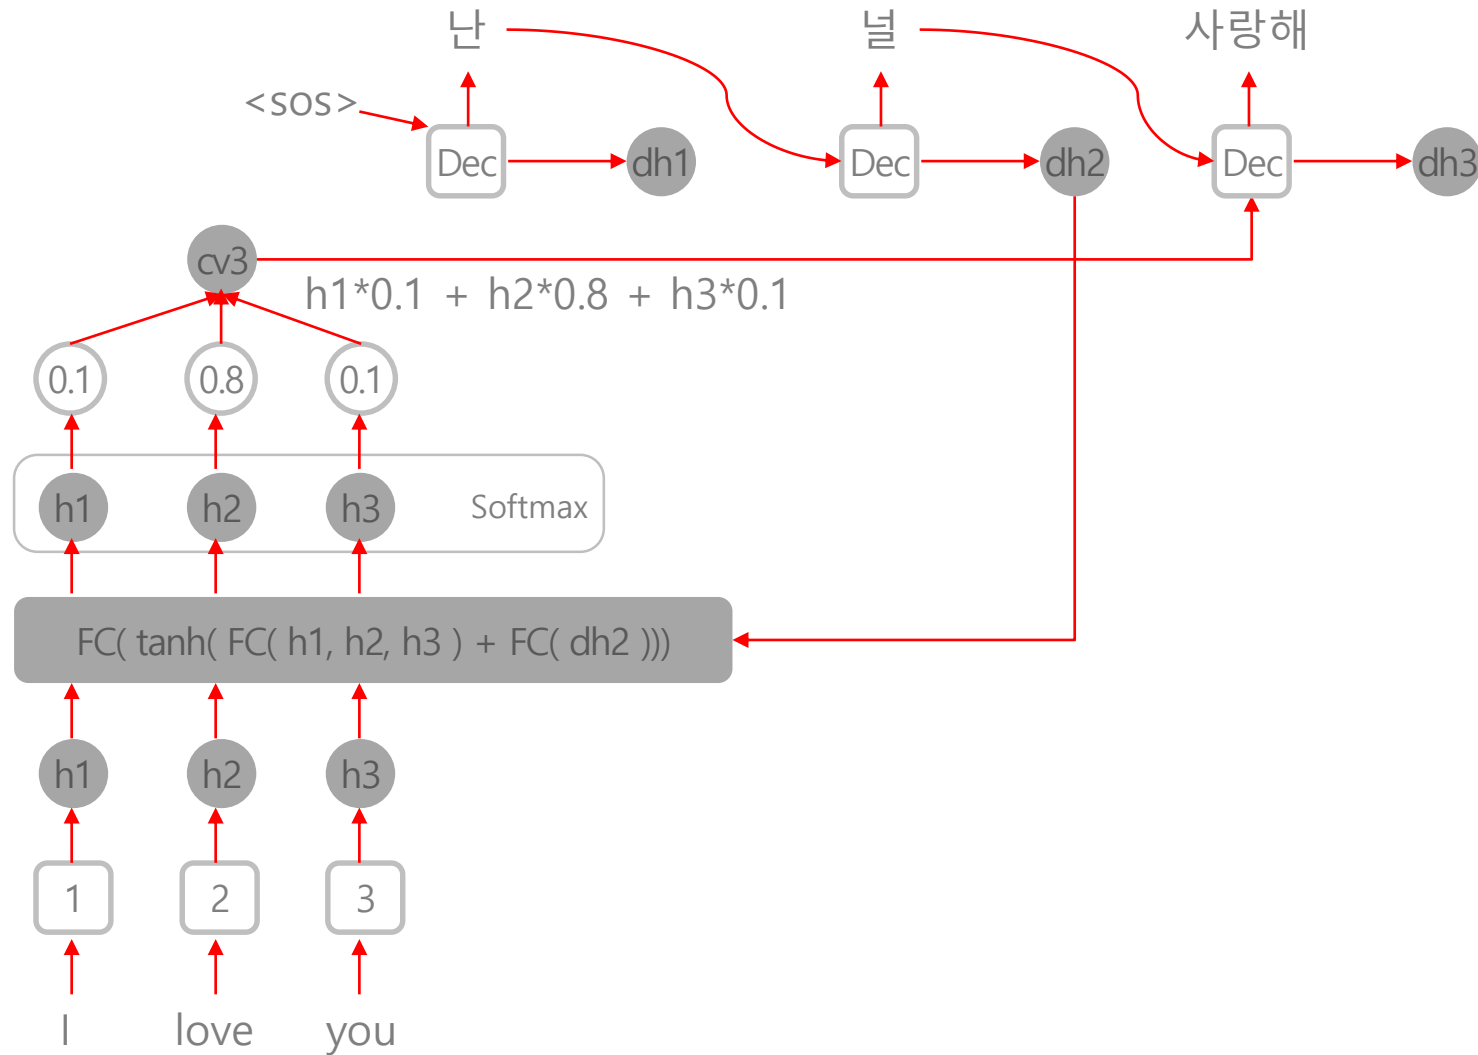 난 널 사랑해
<sos>
Dec dh1 Dec dh2 Dec dh3
cv3
h1*0.1 + h2*0.8 + h3*0.1
0.1 0.8 0.1
h1 h2 h3 Softmax
FC( tanh( FC( h1, h2, h3 ) + FC( dh2 )))
h1 h2 h3
1 2 3
I love you